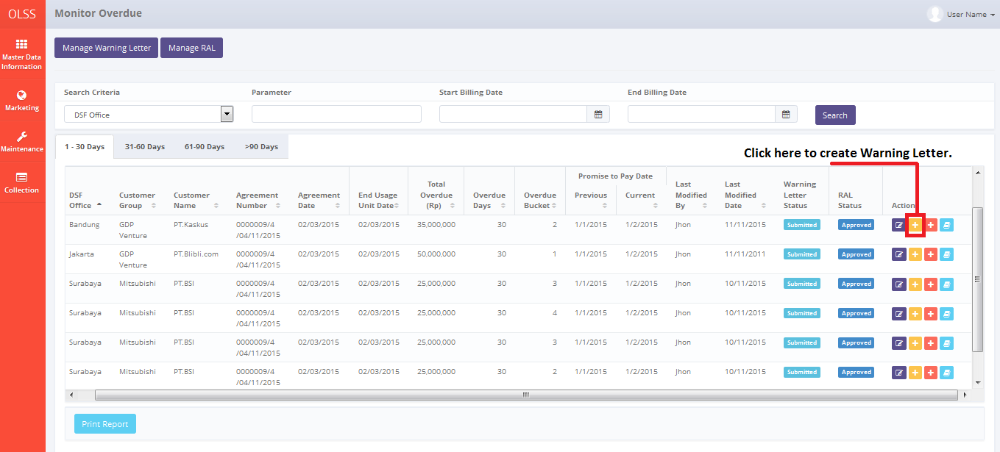 OLSS
Monitor Overdue
User Name
Master Data
Information
Marketing
Maintenance
Collection
Manage Warning Letter
Manage RAL
Search Criteria
Parameter
Start Billing Date
End Billing Date
DSF Office
Search
1 - 30 Days
31-60 Days
61-90 Days
>90 Days
Click here to create Warning Letter.
DSF
Office
Customer
Group
Customer
Name
Agreement
Number
Agreement
Date
End Usage
Unit Date
Total
Overdue
(Rp)
Overdue
Days
Overdue
Bucket
Promise to Pay Date
Previous
Current
Last
Modified
By
Last
Modified
Date
Warning
Letter
Status
RAL
Status
Action
Bandung GDP PT.Kaskus 0000009/4 02/03/2015 02/03/2015 35,000,000 30 2 1/1/2015 1/2/2015 Jhon 11/11/2015 Submitted Approved
Venture /04/11/2015
Jakarta GDP PT.Blibli.com 0000009/4 02/03/2015 02/03/2015 50,000,000 30 1 1/1/2015 1/2/2015 Jhon 11/11/2011 Submitted Approved
Venture /04/11/2015
Surabaya Mitsubishi PT.BSI 0000009/4 02/03/2015 02/03/2015 25,000,000 30 3 1/1/2015 1/2/2015 Jhon 10/11/2015 Submitted Approved
/04/11/2015
Surabaya Mitsubishi PT.BSI 0000009/4 02/03/2015 02/03/2015 25,000,000 30 4 1/1/2015 1/2/2015 Jhon 10/11/2015 Submitted Approved
/04/11/2015
Surabaya Mitsubishi PT.BSI 0000009/4 02/03/2015 02/03/2015 25,000,000 30 3 1/1/2015 1/2/2015 Jhon 10/11/2015 Submitted Approved
/04/11/2015
Surabaya Mitsubishi PT.BSI 0000009/4 02/03/2015 02/03/2015 25,000,000 30 2 1/1/2015 1/2/2015 Jhon 10/11/2015 Submitted Approved
/04/11/2015
Print Report